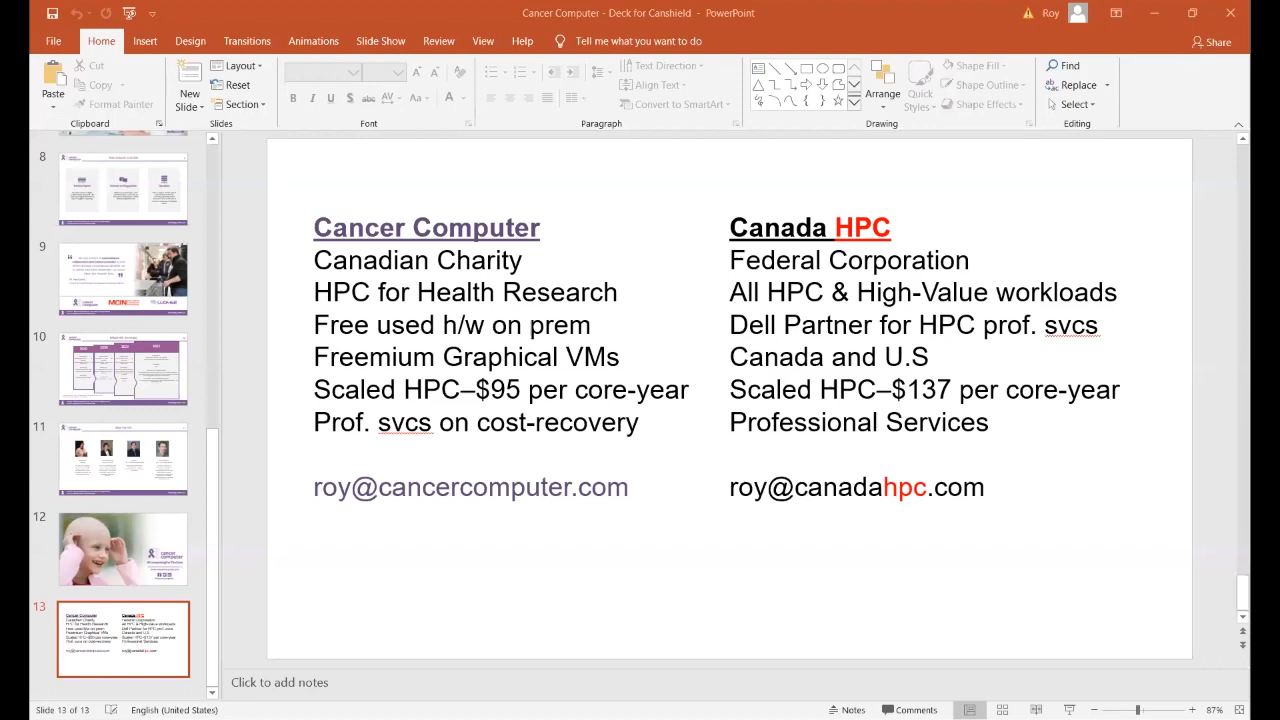 Cancer Computer - Deck for Canshield - PowerPoint
Roy
File Home Insert Design Transitions Animations Slide Show Review View Help Tell me what you want to do
Share
Paste
Cut
Copy
Format Painter
Clipboard
New Slide
Layout
Reset
Section
Slides
Font
Text Direction
Align Text
Convert to SmartArt
Paragraph
Arrange
Quick Styles
Shape Fill
Shape Outline
Shape Effects
Drawing
Find
Replace
Select
Editing
8
9
10
11
12
13
Cancer Computer
Canadian Charity
HPC for Health Research
Free used h/w on prem
Freemium Graphical VMs
Scaled HPC–$95 per core-year
Prof. svcs on cost-recovery
roy@cancercomputer.com
Canada HPC
Federal Corporation
All HPC & High-Value workloads
Dell Partner for HPC prof. svcs
Canada and U.S
Scaled HPC–$137 per core-year
Professional Services
roy@canadahpc.com
Click to add notes
Slide 13 of 13
English (United States)
Notes
Comments
87%